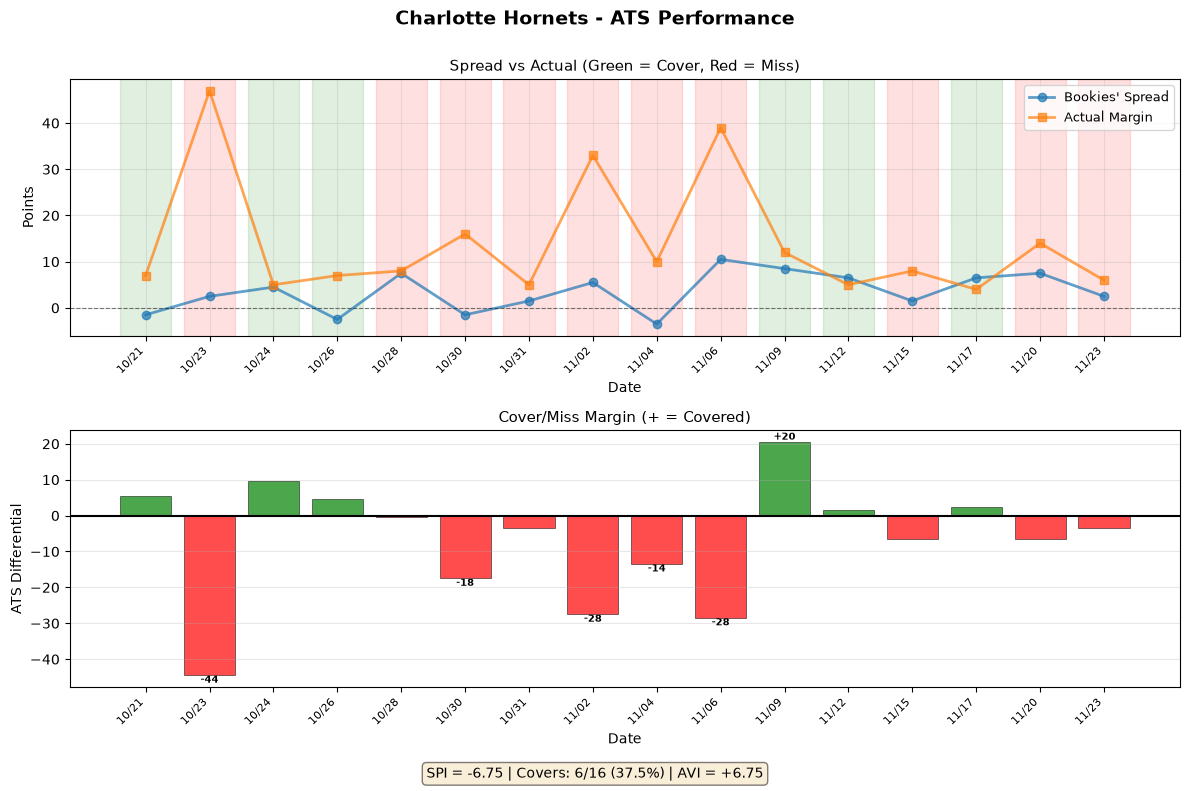 Charlotte Hornets - ATS Performance
Spread vs Actual (Green = Cover, Red = Miss)
Points
40
30
20
10
0
Bookies' Spread
Actual Margin
10/21 10/23 10/24 10/26 10/28 10/30 10/31 11/02 11/04 11/06 11/09 11/12 11/15 11/17 11/20 11/23
Date
Cover/Miss Margin (+ = Covered)
ATS Differential
20
10
0
−10
−20
−30
−40
-44
-18
-28
-14
-28
+20
10/21 10/23 10/24 10/26 10/28 10/30 10/31 11/02 11/04 11/06 11/09 11/12 11/15 11/17 11/20 11/23
Date
SPI = -6.75 | Covers: 6/16 (37.5%) | AVI = +6.75